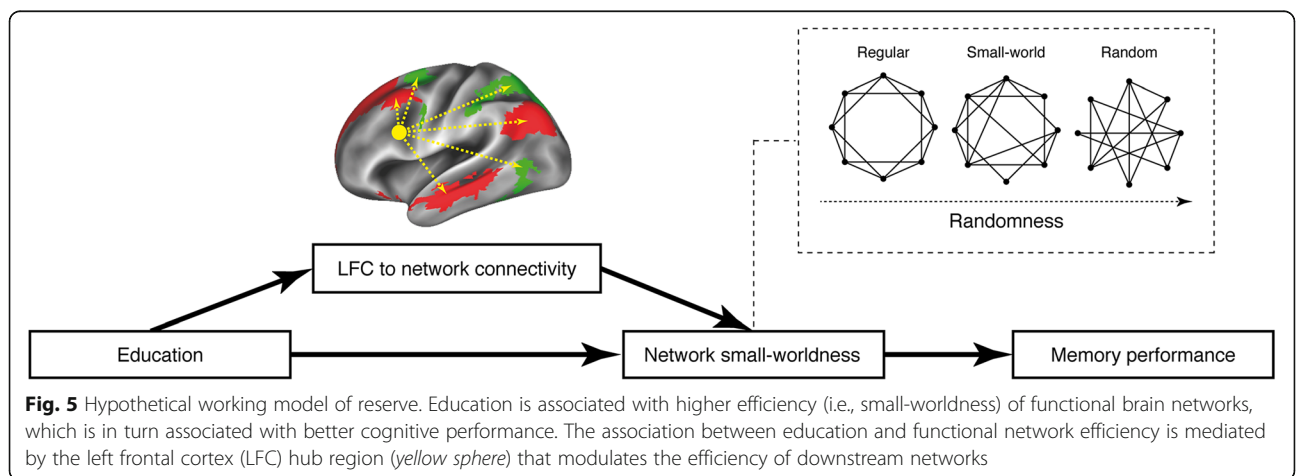 Regular Small-world Random
Randomness
LFC to network connectivity
Education
Network small-worldness
Memory performance
Fig. 5 Hypothetical working model of reserve. Education is associated with higher efficiency (i.e., small-worldness) of functional brain networks,
which is in turn associated with better cognitive performance. The association between education and functional network efficiency is mediated
by the left frontal cortex (LFC) hub region (yellow sphere) that modulates the efficiency of downstream networks